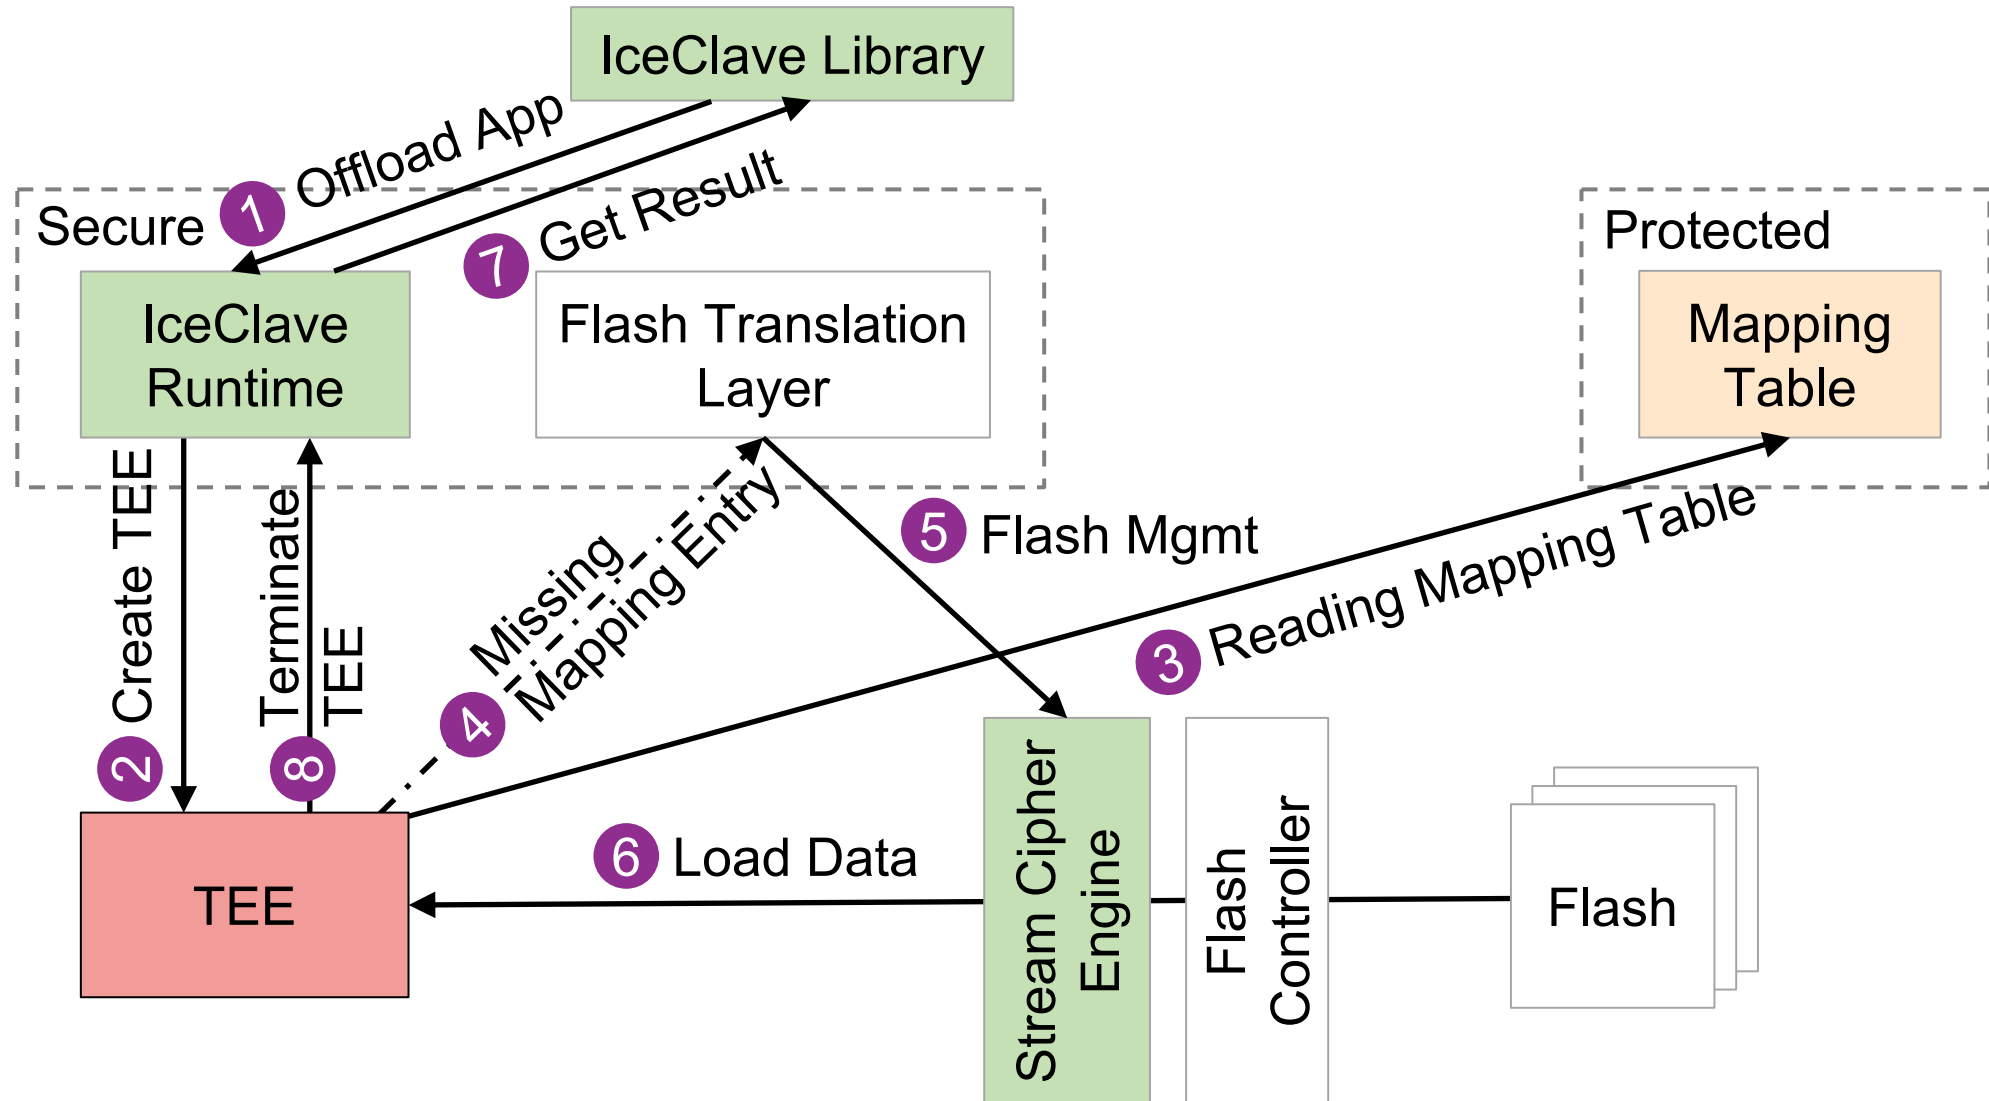 IceClave Library
1 Offload App
7 Get Result
Secure
Protected
IceClave
Runtime
Flash Translation
Layer
Mapping
Table
2 Create TEE
8 Terminate
TEE
4 Missing
Mapping Entry
5 Flash Mgmt
3 Reading Mapping Table
6 Load Data
TEE
Stream Cipher
Engine
Flash
Controller
Flash